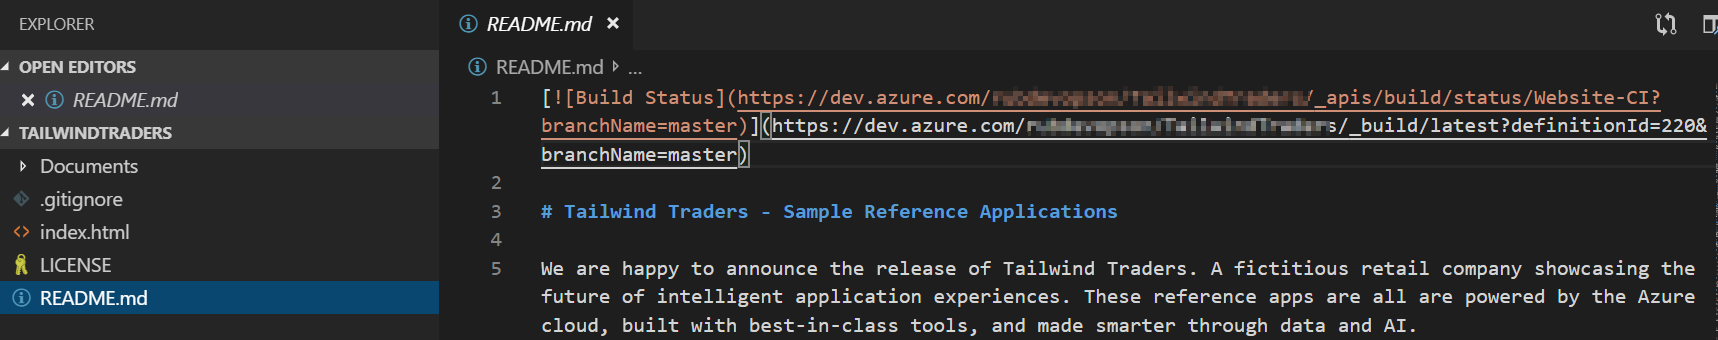 EXPLORER
OPEN EDITORS
README.md
TAILWINDTRADERS
Documents
.gitignore
index.html
LICENSE
README.md
README.md
README.md ...
1 [![Build Status](https://dev.azure.com/ /_apis/build/status/Website-CI?
branchName=master)](https://dev.azure.com/ /_build/latest?definitionId=220&
branchName=master)
2
3 # Tailwind Traders - Sample Reference Applications
4
5 We are happy to announce the release of Tailwind Traders. A fictitious retail company showcasing the
future of intelligent application experiences. These reference apps are all are powered by the Azure
cloud, built with best-in-class tools, and made smarter through data and AI.